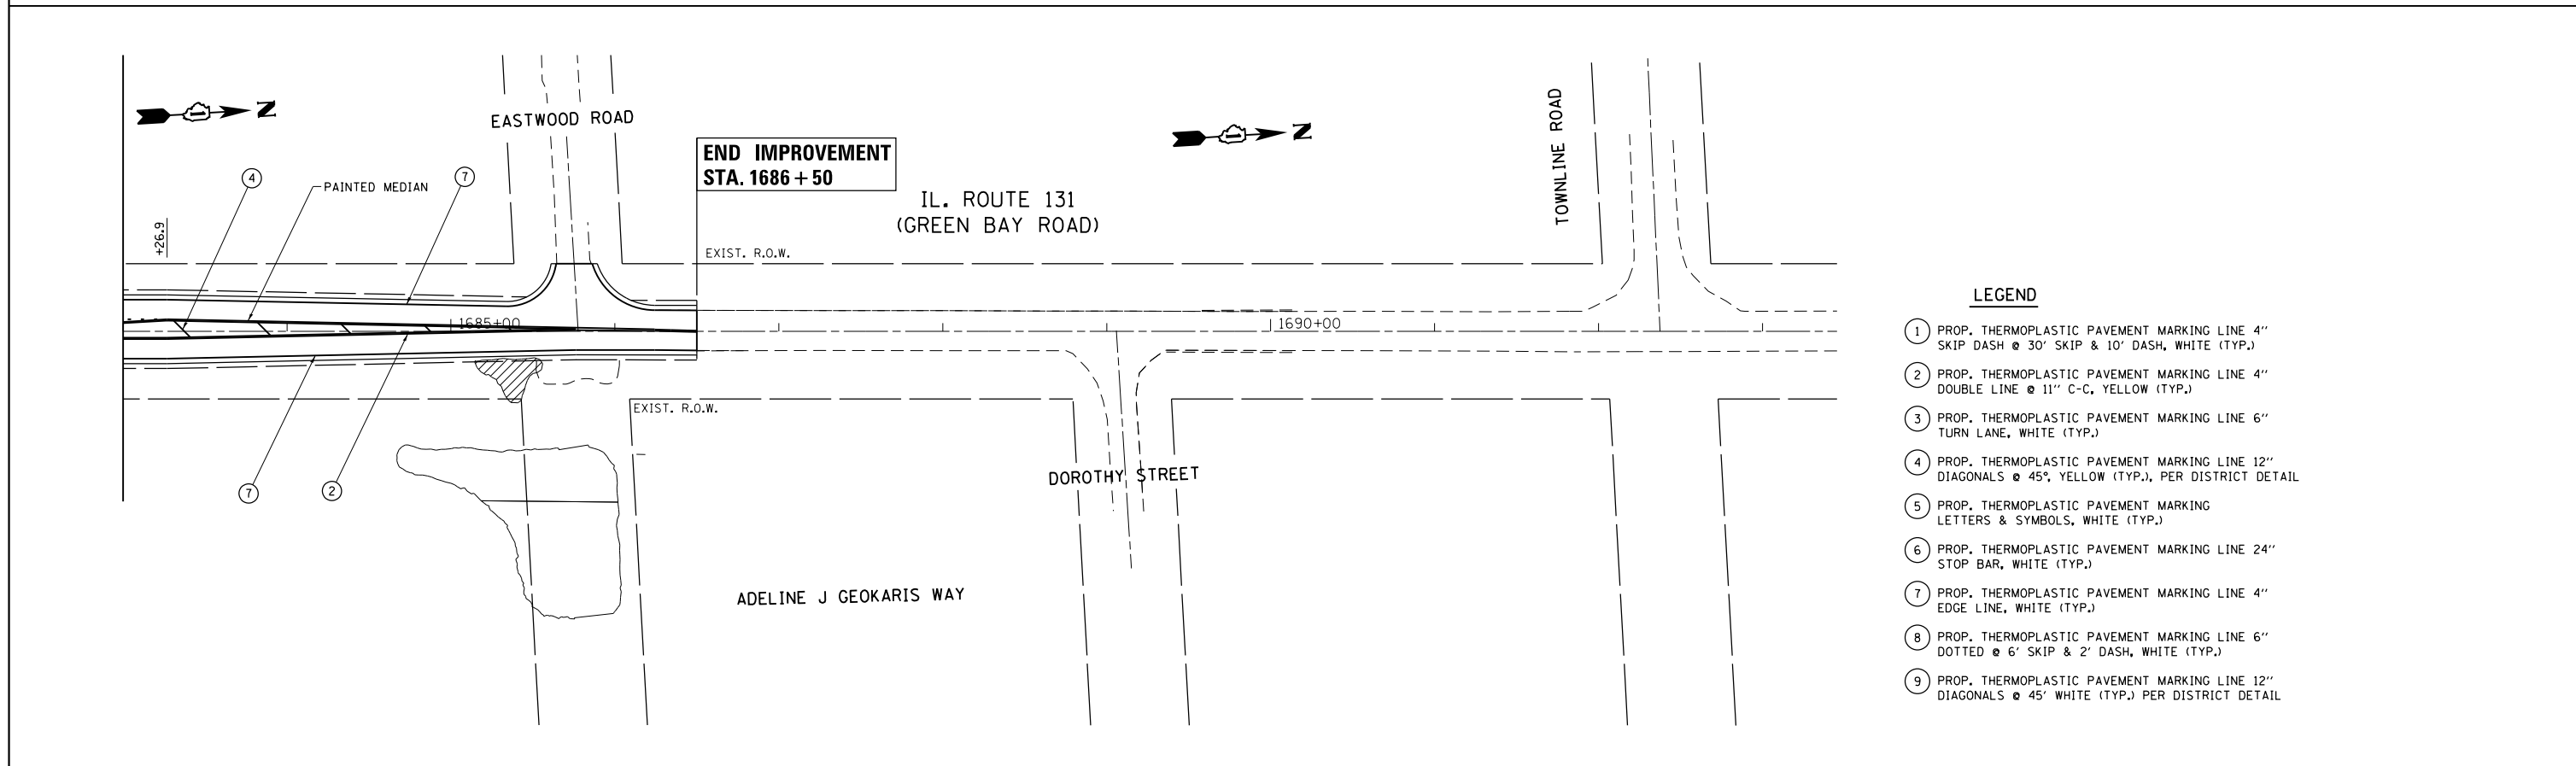 N
N
4
PAINTED MEDIAN
7
+26.9
EASTWOOD ROAD
END IMPROVEMENT
STA. 1686+50
IL. ROUTE 131
(GREEN BAY ROAD)
TOWNLINE ROAD
EXIST. R.O.W.
1685+00
1690+00
EXIST. R.O.W.
7
2
DOROTHY STREET
ADELINE J GEOKARIS WAY
LEGEND
1 PROP. THERMOPLASTIC PAVEMENT MARKING LINE 4''
SKIP DASH @ 30' SKIP & 10' DASH, WHITE (TYP.)
2 PROP. THERMOPLASTIC PAVEMENT MARKING LINE 4''
DOUBLE LINE @ 11'' C-C, YELLOW (TYP.)
3 PROP. THERMOPLASTIC PAVEMENT MARKING LINE 6''
TURN LANE, WHITE (TYP.)
4 PROP. THERMOPLASTIC PAVEMENT MARKING LINE 12''
DIAGONALS @ 45°, YELLOW (TYP.), PER DISTRICT DETAIL
5 PROP. THERMOPLASTIC PAVEMENT MARKING
LETTERS & SYMBOLS, WHITE (TYP.)
6 PROP. THERMOPLASTIC PAVEMENT MARKING LINE 24''
STOP BAR, WHITE (TYP.)
7 PROP. THERMOPLASTIC PAVEMENT MARKING LINE 4''
EDGE LINE, WHITE (TYP.)
8 PROP. THERMOPLASTIC PAVEMENT MARKING LINE 6''
DOTTED @ 6' SKIP & 2' DASH, WHITE (TYP.)
9 PROP. THERMOPLASTIC PAVEMENT MARKING LINE 12''
DIAGONALS @ 45' WHITE (TYP.) PER DISTRICT DETAIL